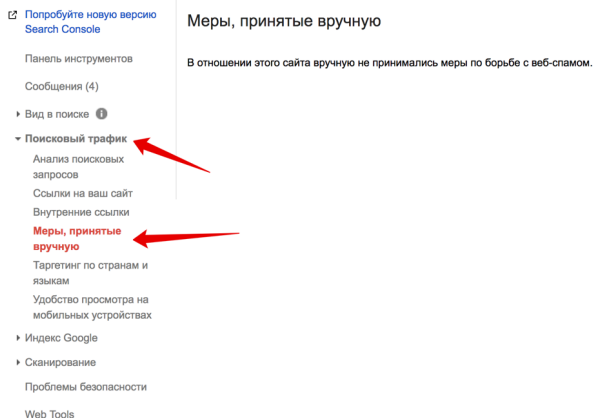 Попробуйте новую версию
Search Console
Панель инструментов
Сообщения (4)
Вид в поиске
Поисковый трафик
Анализ поисковых
запросов
Ссылки на ваш сайт
Внутренние ссылки
Меры, принятые
вручную
Таргетинг по странам и
языкам
Удобство просмотра на
мобильных устройствах
Индекс Google
Сканирование
Проблемы безопасности
Web Tools
Меры, принятые вручную
В отношении этого сайта вручную не принимались меры по борьбе с веб-спамом.